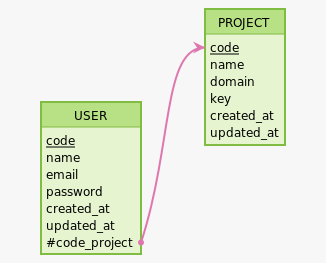 PROJECT
code
name
domain
key
created_at
updated_at
USER
code
name
email
password
created_at
updated_at
#code_project